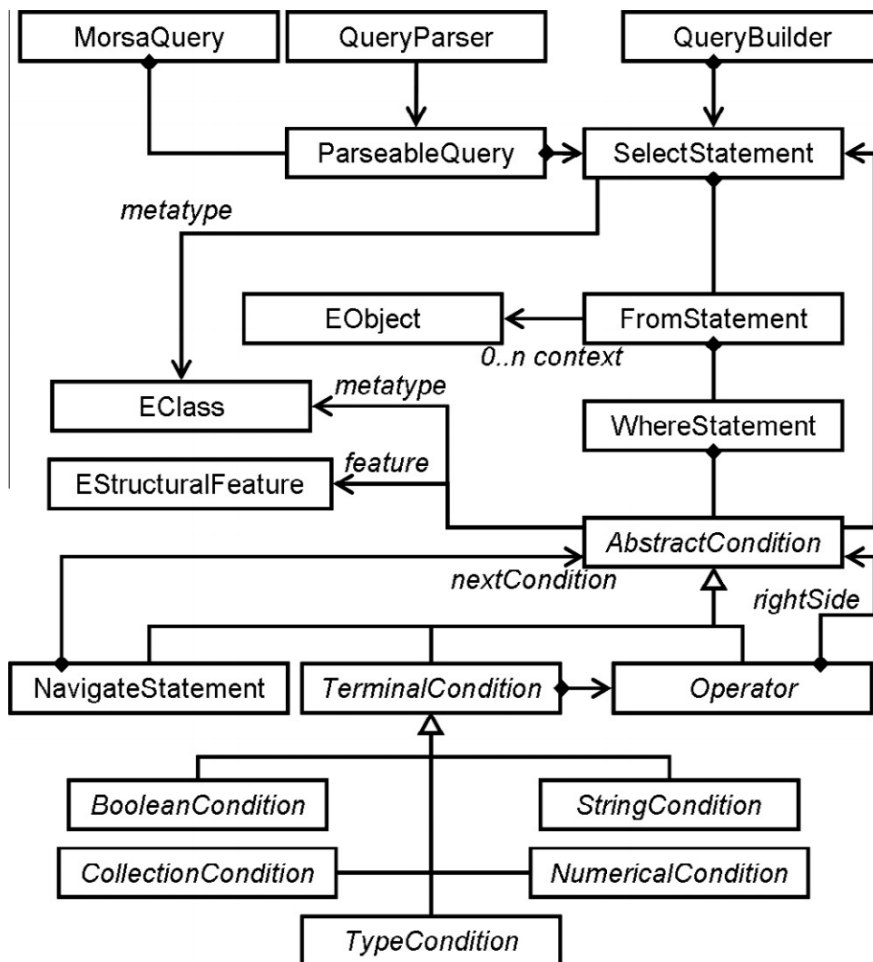 MorsaQuery
QueryParser
QueryBuilder
ParseableQuery
SelectStatement
metatype
EObject
FromStatement
0..n context
metatype
EClass
WhereStatement
feature
EStructuralFeature
AbstractCondition
nextCondition
rightSide
NavigateStatement
TerminalCondition
Operator
BooleanCondition
StringCondition
CollectionCondition
NumericalCondition
TypeCondition